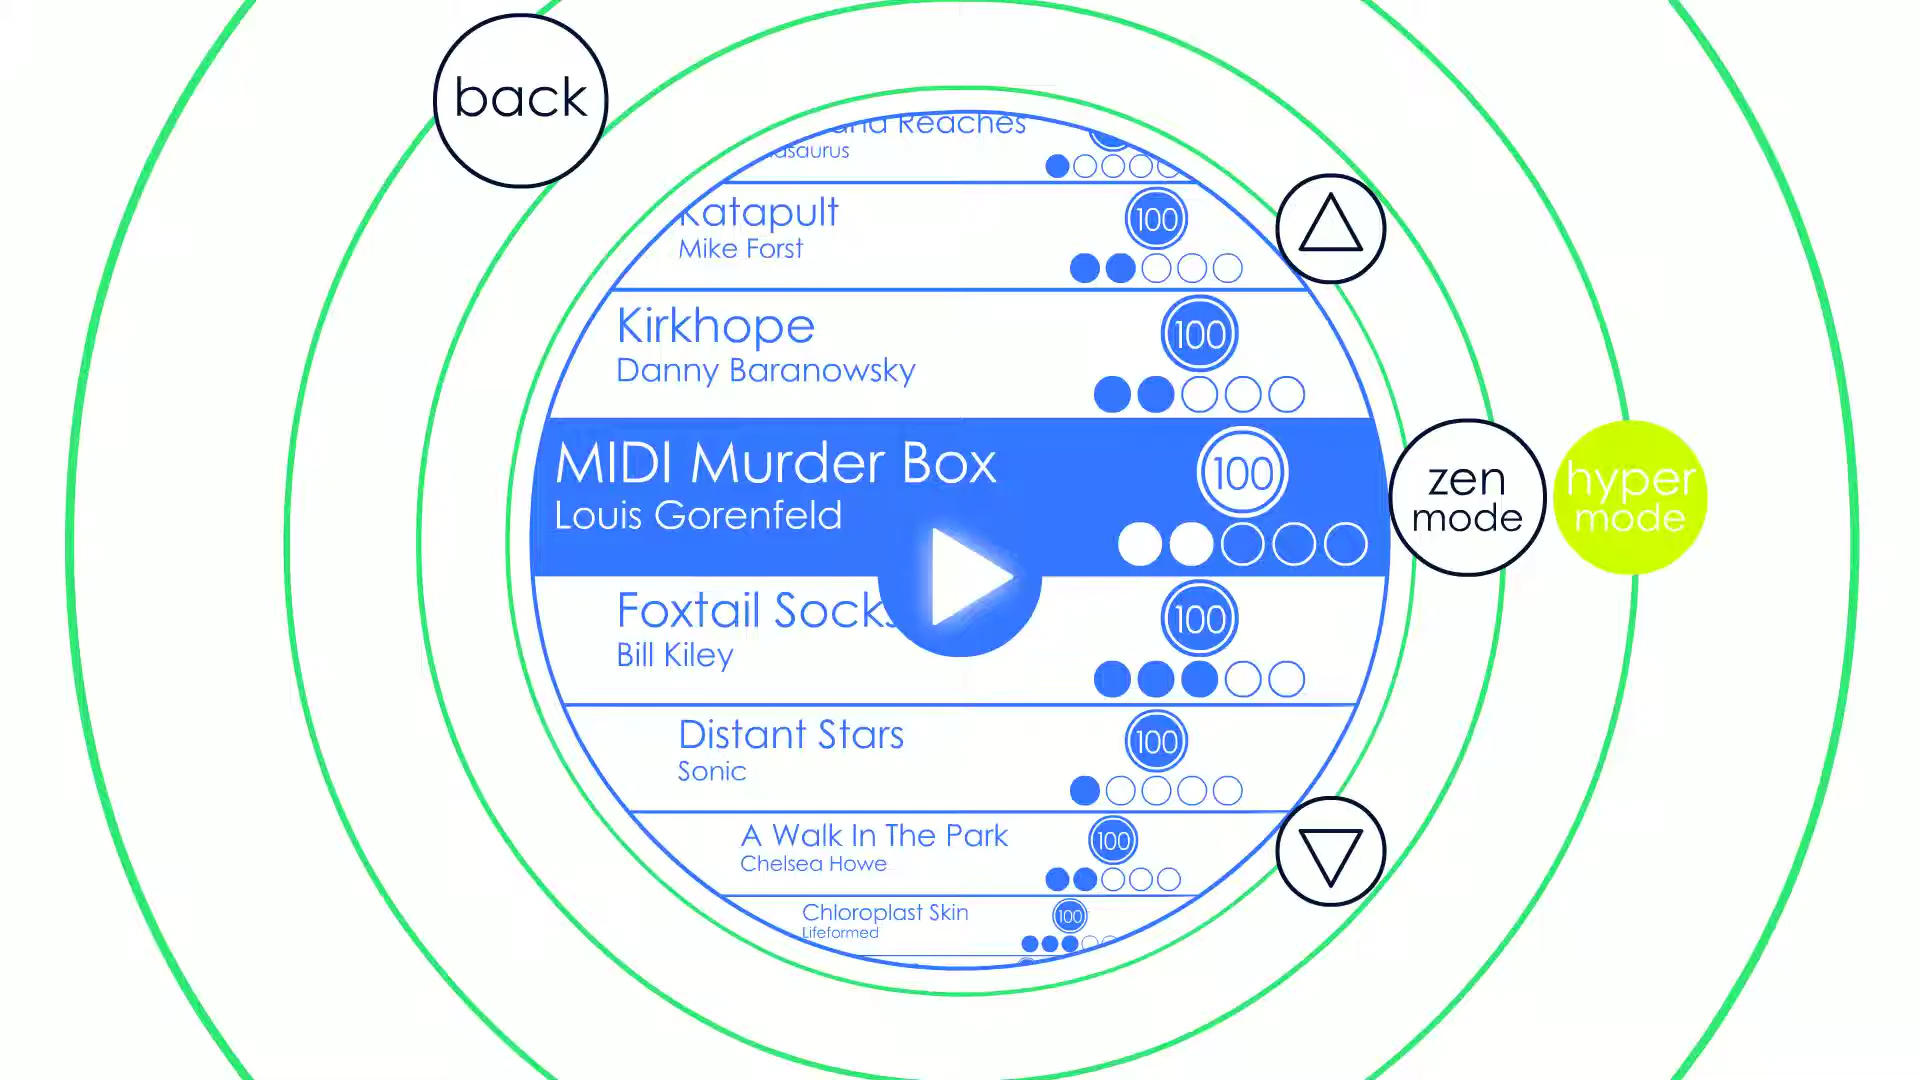 back
Reaches
Katapult
Mike Forst
100
Kirkhope
Danny Baranowsky
100
MIDI Murder Box
Louis Gorenfeld
100
zen
mode
hyper
mode
Foxtail Socks
Bill Kiley
100
Distant Stars
Sonic
100
A Walk In The Park
Chelsea Howe
100
Chloroplast Skin
Lifeformed
100